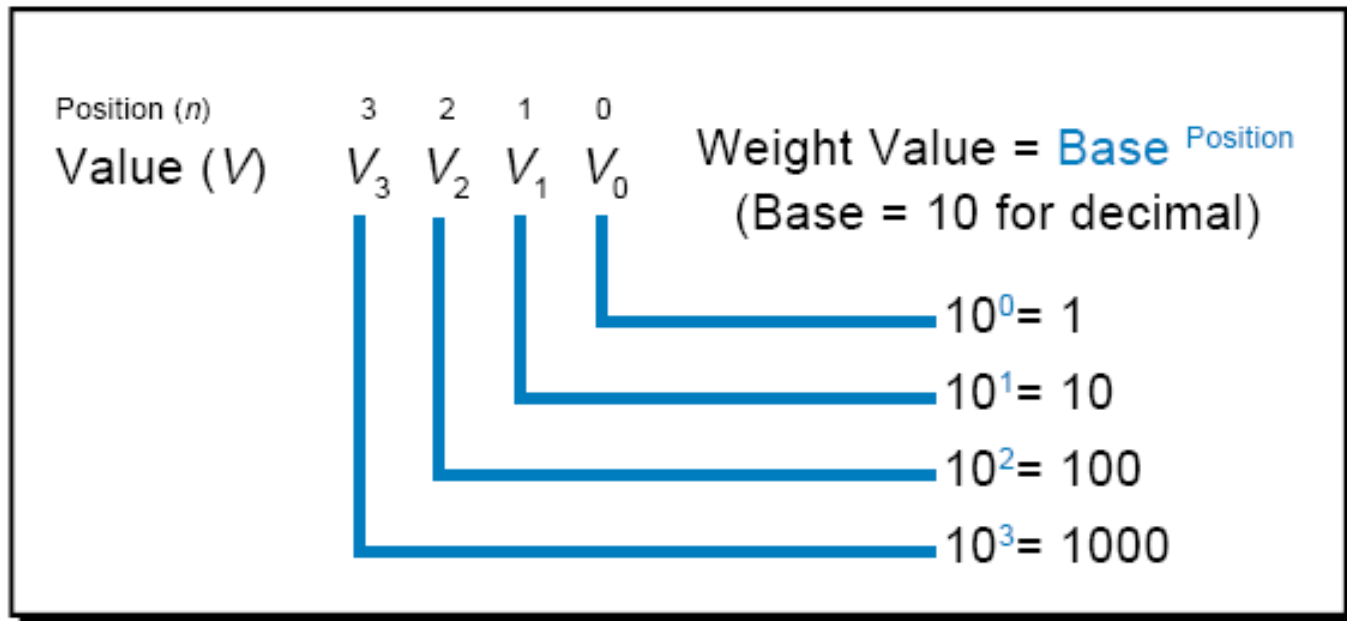 Position (n) 3 2 1 0
Value (V) V₃ V₂ V₁ V₀
Weight Value = Base ᴾᵒˢⁱᵗⁱᵒⁿ
(Base = 10 for decimal)
10⁰= 1
10¹= 10
10²= 100
10³= 1000